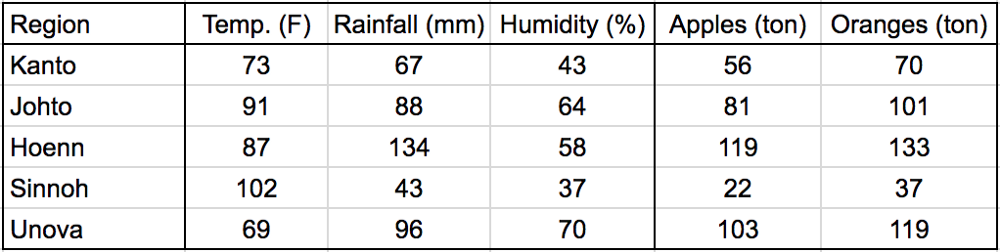 Region Temp. (F) Rainfall (mm) Humidity (%) Apples (ton) Oranges (ton)
Kanto 73 67 43 56 70
Johto 91 88 64 81 101
Hoenn 87 134 58 119 133
Sinnoh 102 43 37 22 37
Unova 69 96 70 103 119